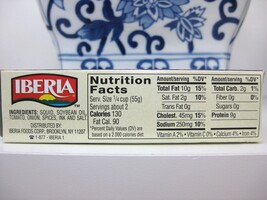 IBERIA
INGREDIENTS: SQUID, SOYBEAN OIL,
TOMATO, ONION, SPICES, INK AND SALT.
DISTRIBUTED BY:
IBERIA FOODS CORP., BROOKLYN, NY 11207
1-877 - IBERIA 1
Nutrition
Facts
Serv. Size 1/4 cup (55g)
Servings about 2
Calories 130
Fat Cal. 90
*Percent Daily Values (DV) are
based on a 2,000 calorie diet.
Amount/serving %DV*
Total Fat 10g 15%
Sat. Fat 2g 10%
Trans Fat 0g
Cholest. 45mg 15%
Sodium 250mg 10%
Amount/serving %DV*
Total Carb. 2g 1%
Fiber 0g 0%
Sugars 0g
Protein 9g
Vitamin A 2% • Vitamin C 0% • Calcium 4% • Iron 4%